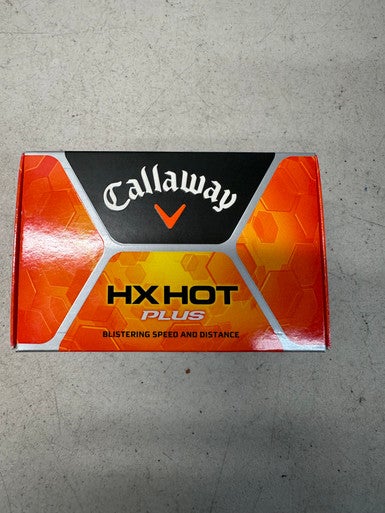 Callaway
HX HOT
PLUS
BLISTERING SPEED AND DISTANCE